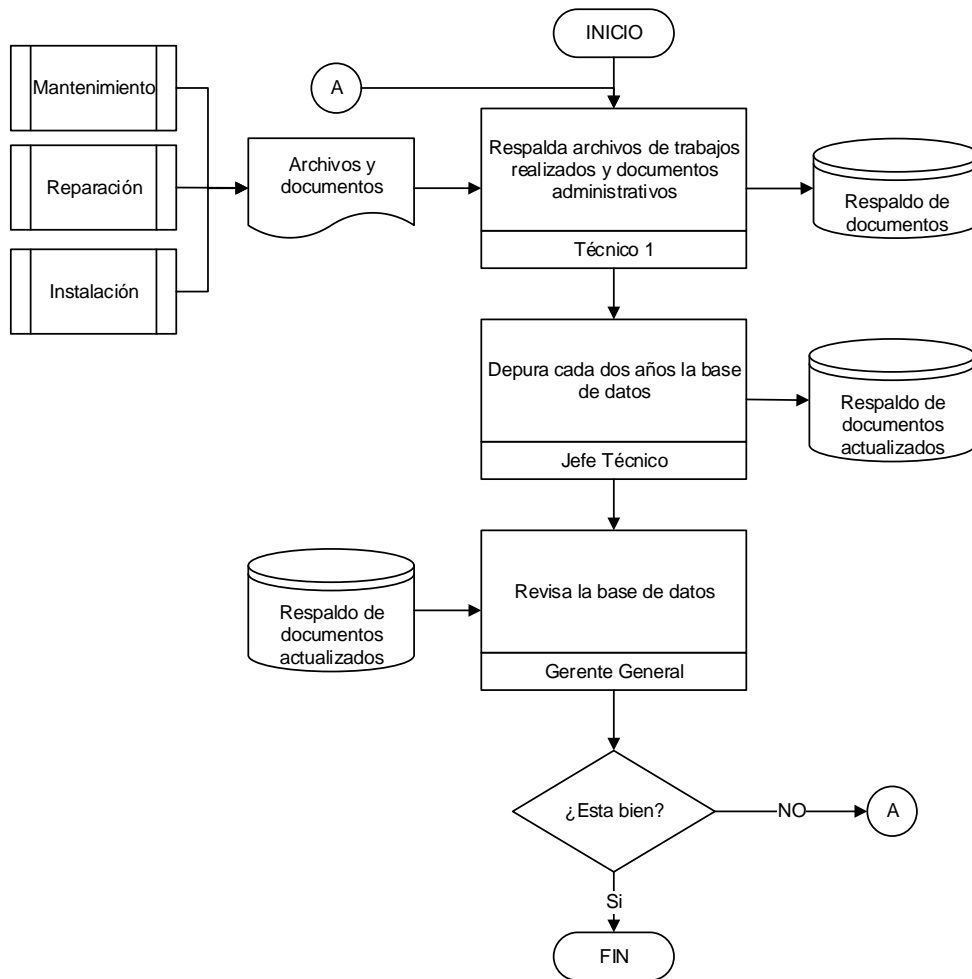 INICIO
Mantenimiento
A
Reparación
Archivos y
documentos
Respalda archivos de trabajos
realizados y documentos
administrativos
Técnico 1
Respaldo de
documentos
Instalación
Depura cada dos años la base
de datos
Jefe Técnico
Respaldo de
documentos
actualizados
Respaldo de
documentos
actualizados
Revisa la base de datos
Gerente General
¿Esta bien?
NO
A
Si
FIN